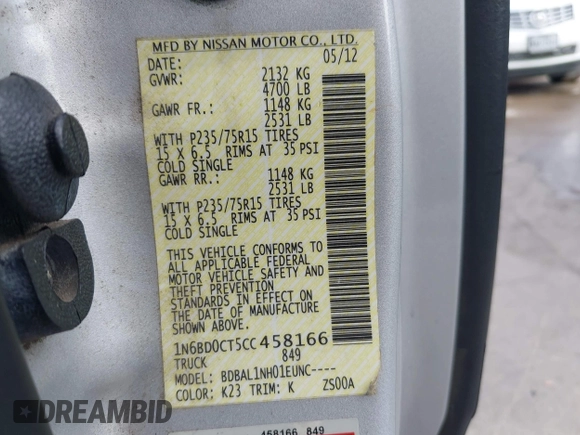 MFD BY NISSAN MOTOR CO., LTD.
DATE: 05/12
GVWR: 2132 KG
4700 LB
GAWR FR.: 1148 KG
2531 LB
WITH P235/75R15 TIRES
15 X 6.5 RIMS AT 35 PSI
COLD SINGLE
GAWR RR.: 1148 KG
2531 LB
WITH P235/75R15 TIRES
15 X 6.5 RIMS AT 35 PSI
COLD SINGLE
THIS VEHICLE CONFORMS TO
ALL APPLICABLE FEDERAL
MOTOR VEHICLE SAFETY AND
THEFT PREVENTION
STANDARDS IN EFFECT ON
THE DATE OF MANUFACTURE
SHOWN ABOVE.
1N6BD0CT5CC458166
TRUCK 849
MODEL: BDBAL1NH01EUNC----
COLOR: K23 TRIM: K ZS00A
458166 849
DEALERSHIP.COM